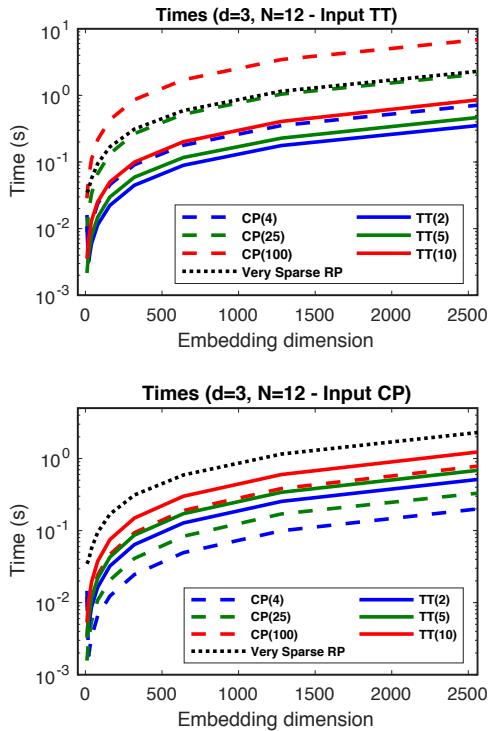 Times (d=3, N=12 - Input TT)
10^1
10^0
10^-1
10^-2
10^-3
Time (s)
CP(4)
CP(25)
CP(100)
Very Sparse RP
TT(2)
TT(5)
TT(10)
0 500 1000 1500 2000 2500
Embedding dimension
Times (d=3, N=12 - Input CP)
10^0
10^-1
10^-2
10^-3
Time (s)
CP(4)
CP(25)
CP(100)
Very Sparse RP
TT(2)
TT(5)
TT(10)
0 500 1000 1500 2000 2500
Embedding dimension